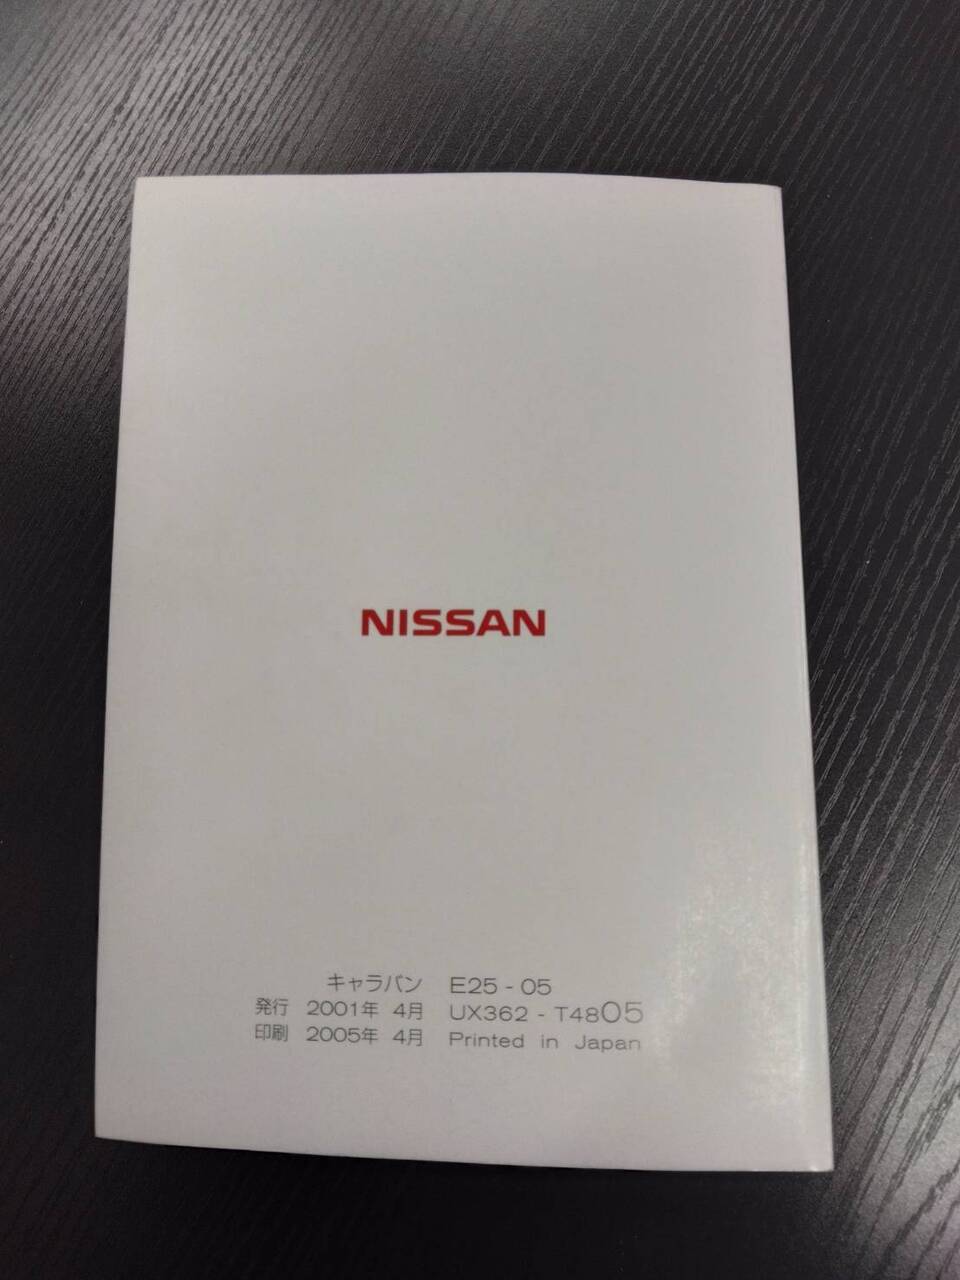 NISSAN
キャラバン E25 - 05
発行 2001年 4月 UX362 - T4805
印刷 2005年 4月 Printed in Japan